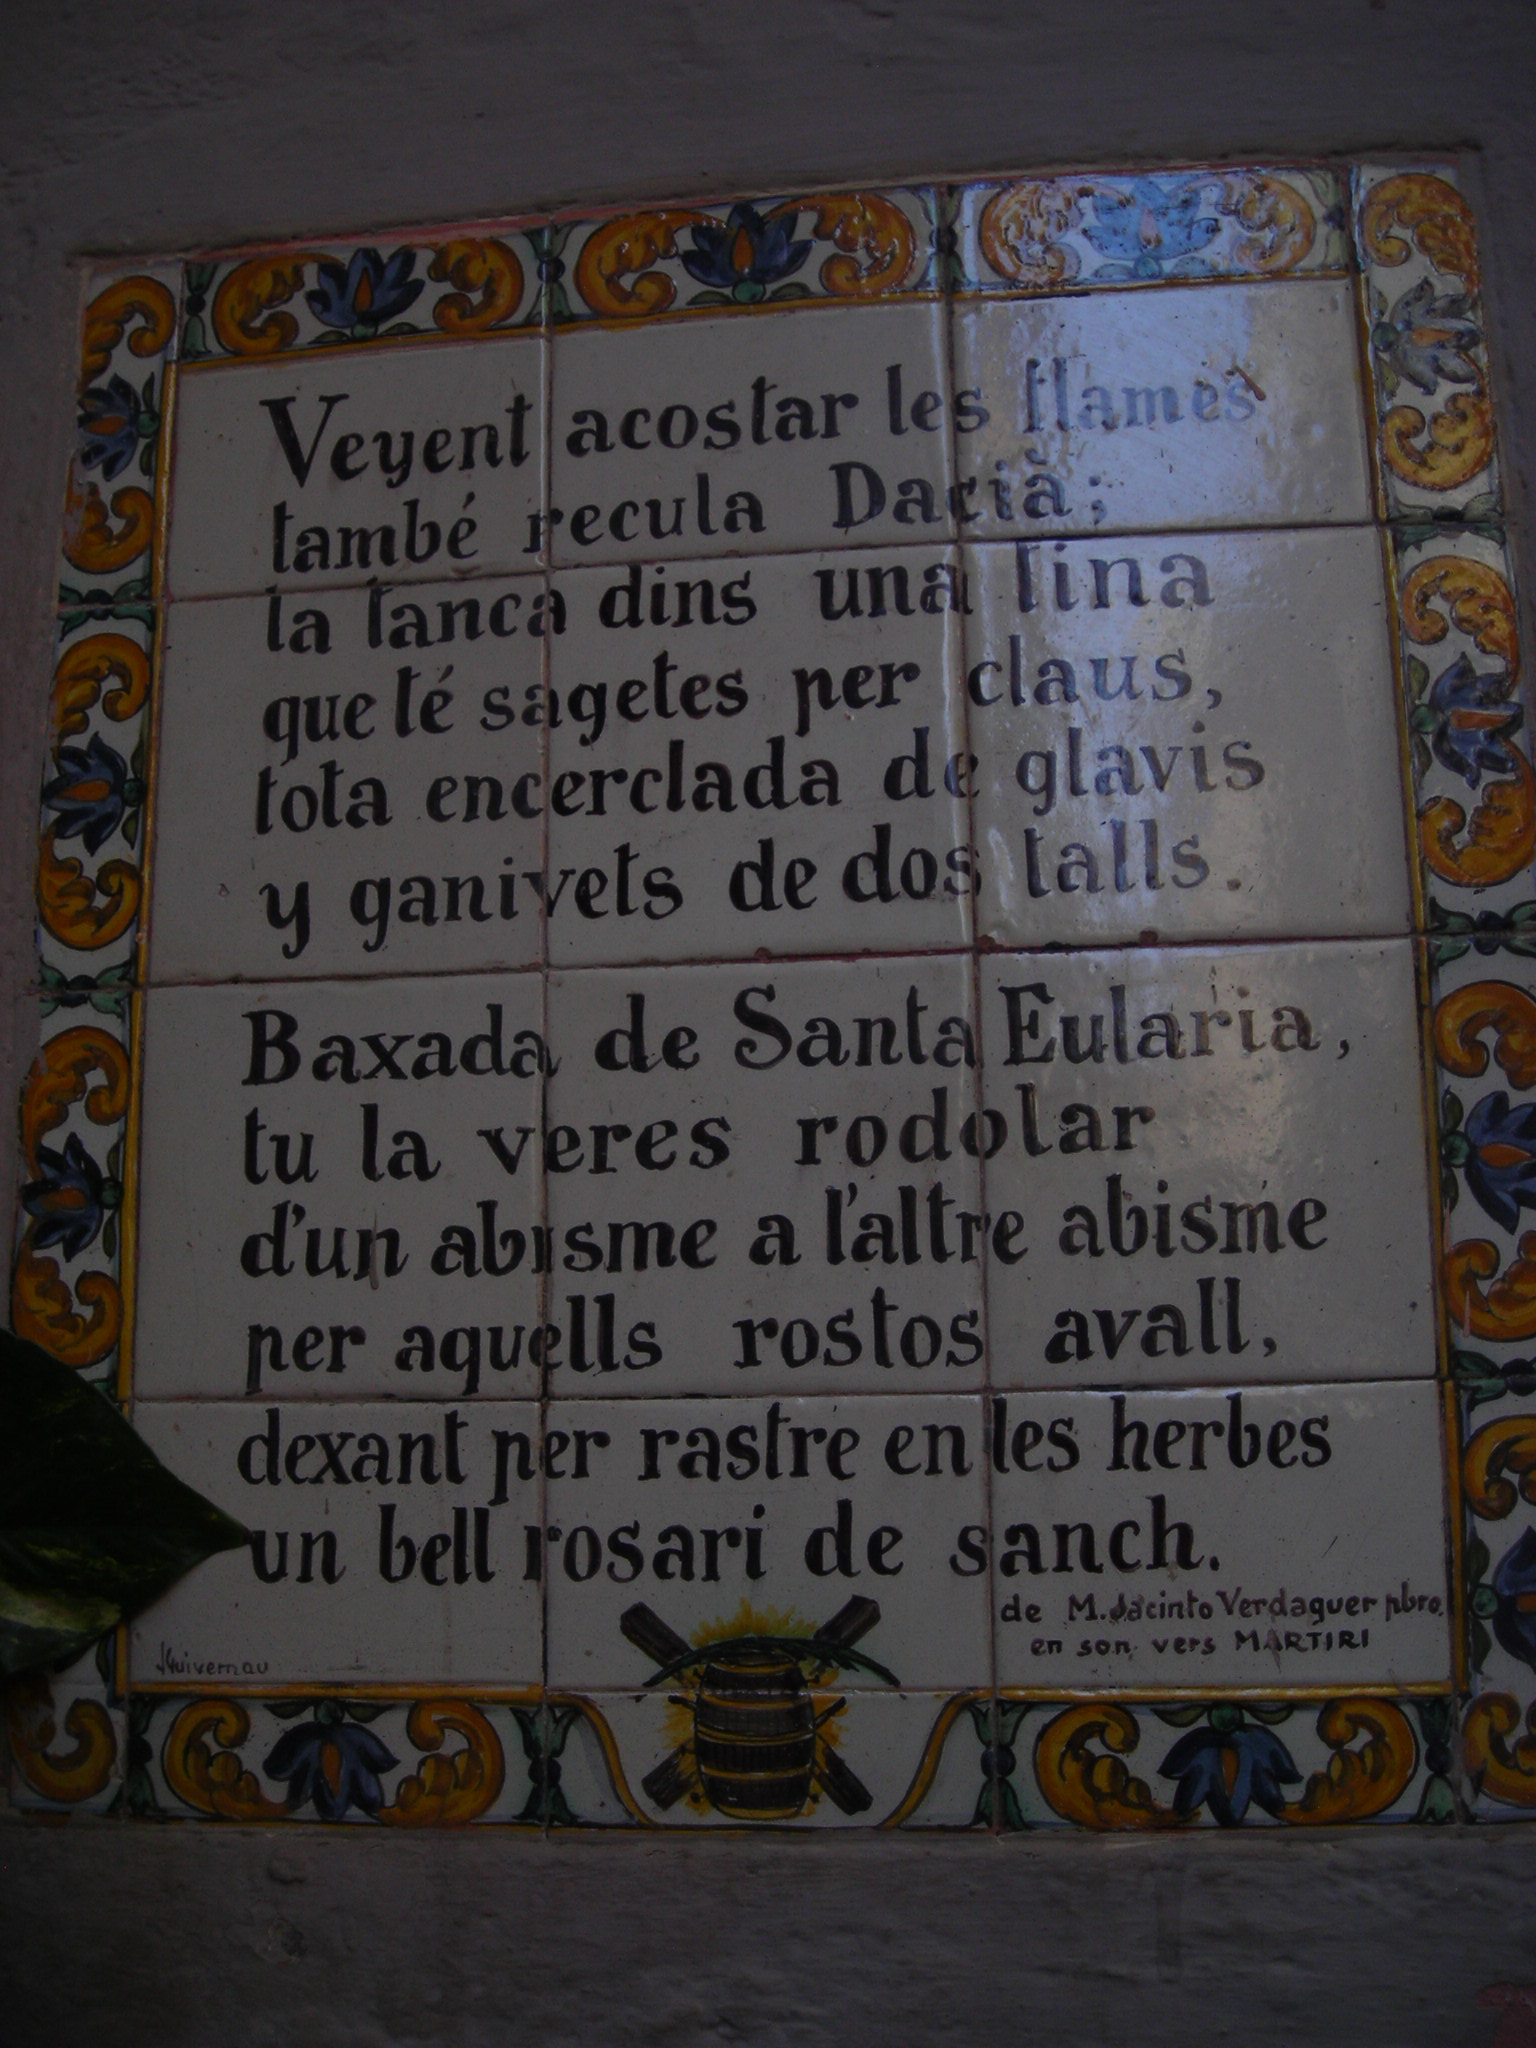 Veyent acostar les flames
també recula Dacià;
la tanca dins una tina
que té sagetes per claus,
tota encerclada de glavis
y ganivets de dos talls.
Baxada de Santa Eularia,
tu la veres rodolar
d'un abisme a l'altre abisme
per aquells rostos avall,
dexant per rastre en les herbes
un bell rosari de sanch.
de M. Jacinto Verdaguer pbro.
en son vers MARTIRI
JGuivernau